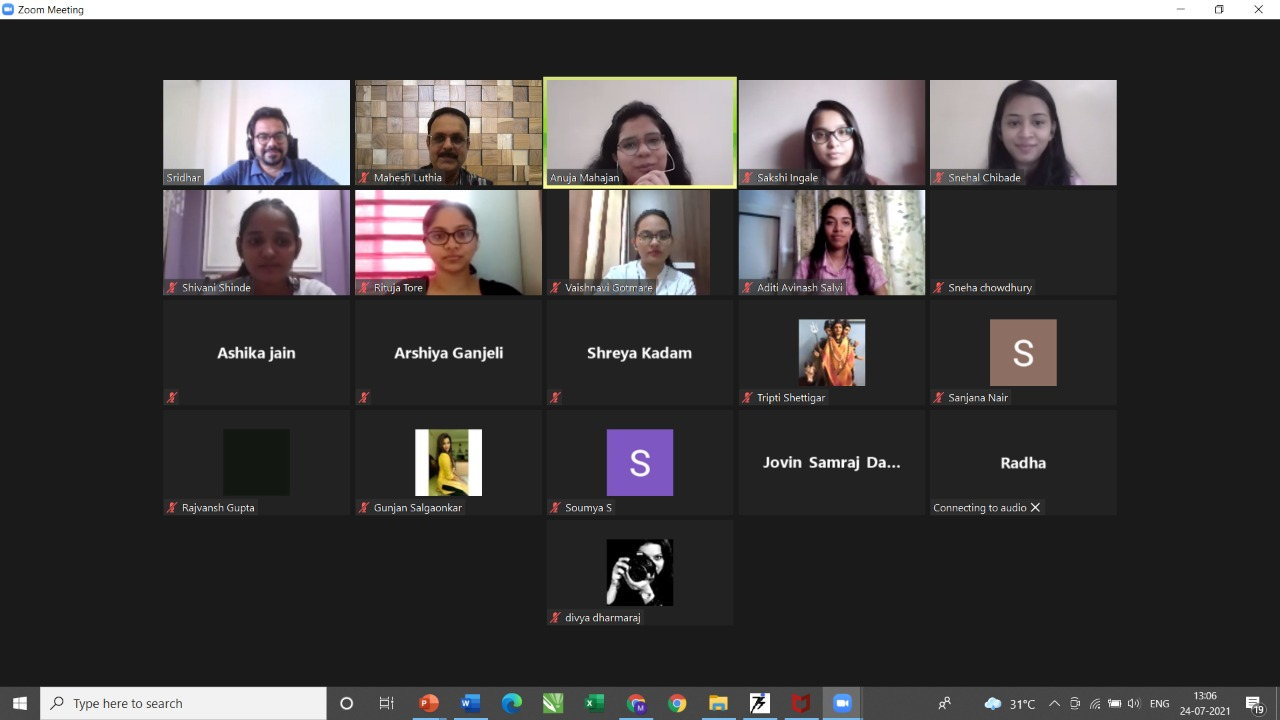 Zoom Meeting
Sridhar
Mahesh Luthia
Anuja Mahajan
Sakshi Ingale
Snehal Chibade
Shivani Shinde
Rituja Tore
Vaishnavi Gotmare
Aditi Avinash Salvi
Sneha chowdhury
Ashika jain
Arshiya Ganjeli
Shreya Kadam
Tripti Shettigar
S
Sanjana Nair
Rajvansh Gupta
Gunjan Salgaonkar
S
Soumya S
Jovin Samraj Da...
Radha
Connecting to audio
divya dharmaraj
Type here to search
31°C
ENG
13:06
24-07-2021
19